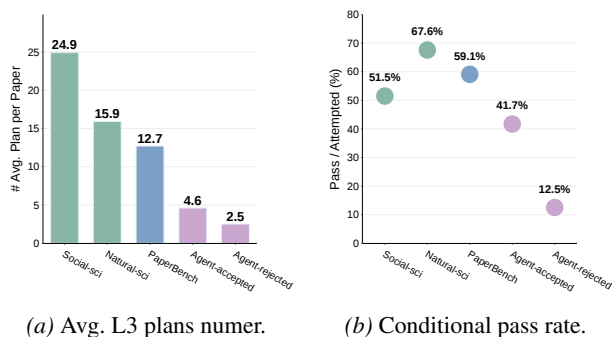 # Avg. Plan per Paper
25
20
15
10
5
0
24.9
15.9
12.7
4.6
2.5
Social-sci
Natural-sci
PaperBench
Agent-accepted
Agent-rejected
(a) Avg. L3 plans numer.
Pass / Attempted (%)
80
70
60
50
40
30
20
10
0
51.5%
67.6%
59.1%
41.7%
12.5%
Social-sci
Natural-sci
PaperBench
Agent-accepted
Agent-rejected
(b) Conditional pass rate.